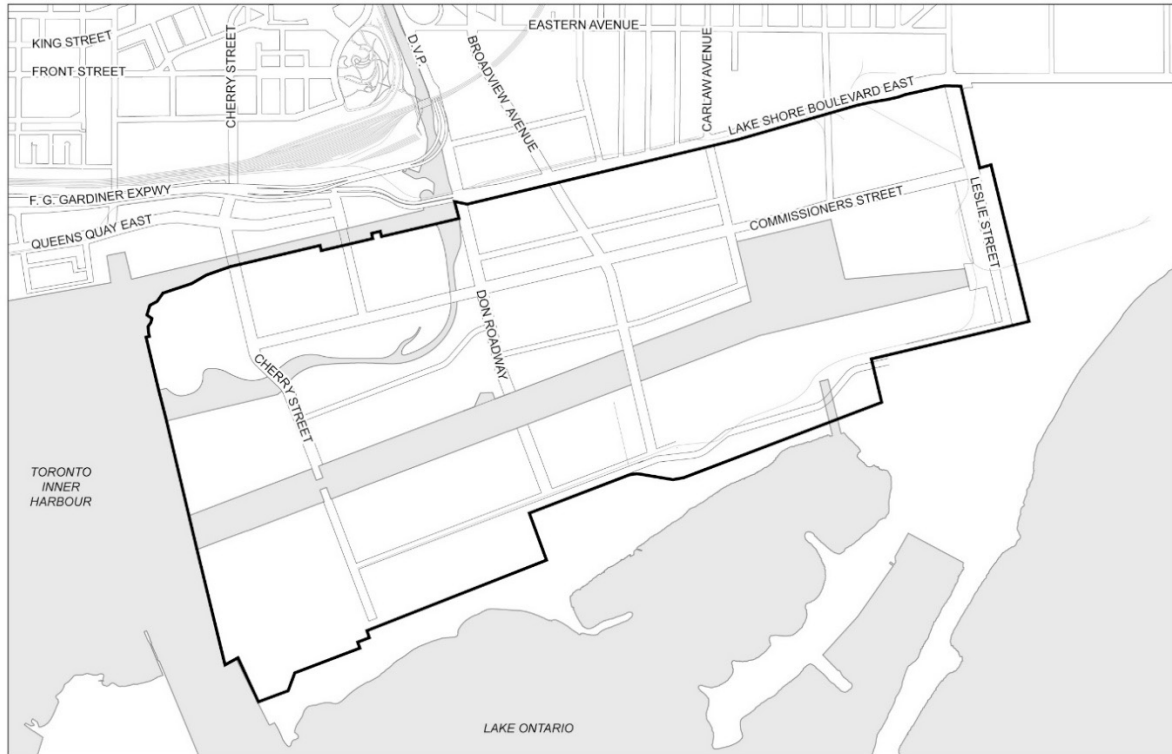 EASTERN AVENUE
KING STREET
FRONT STREET
CHERRY STREET
D.V.P.
BROADVIEW AVENUE
CARLAW AVENUE
LAKE SHORE BOULEVARD EAST
F. G. GARDINER EXPWY
QUEENS QUAY EAST
COMMISSIONERS STREET
LESLIE STREET
DON ROADWAY
CHERRY STREET
TORONTO
INNER
HARBOUR
LAKE ONTARIO